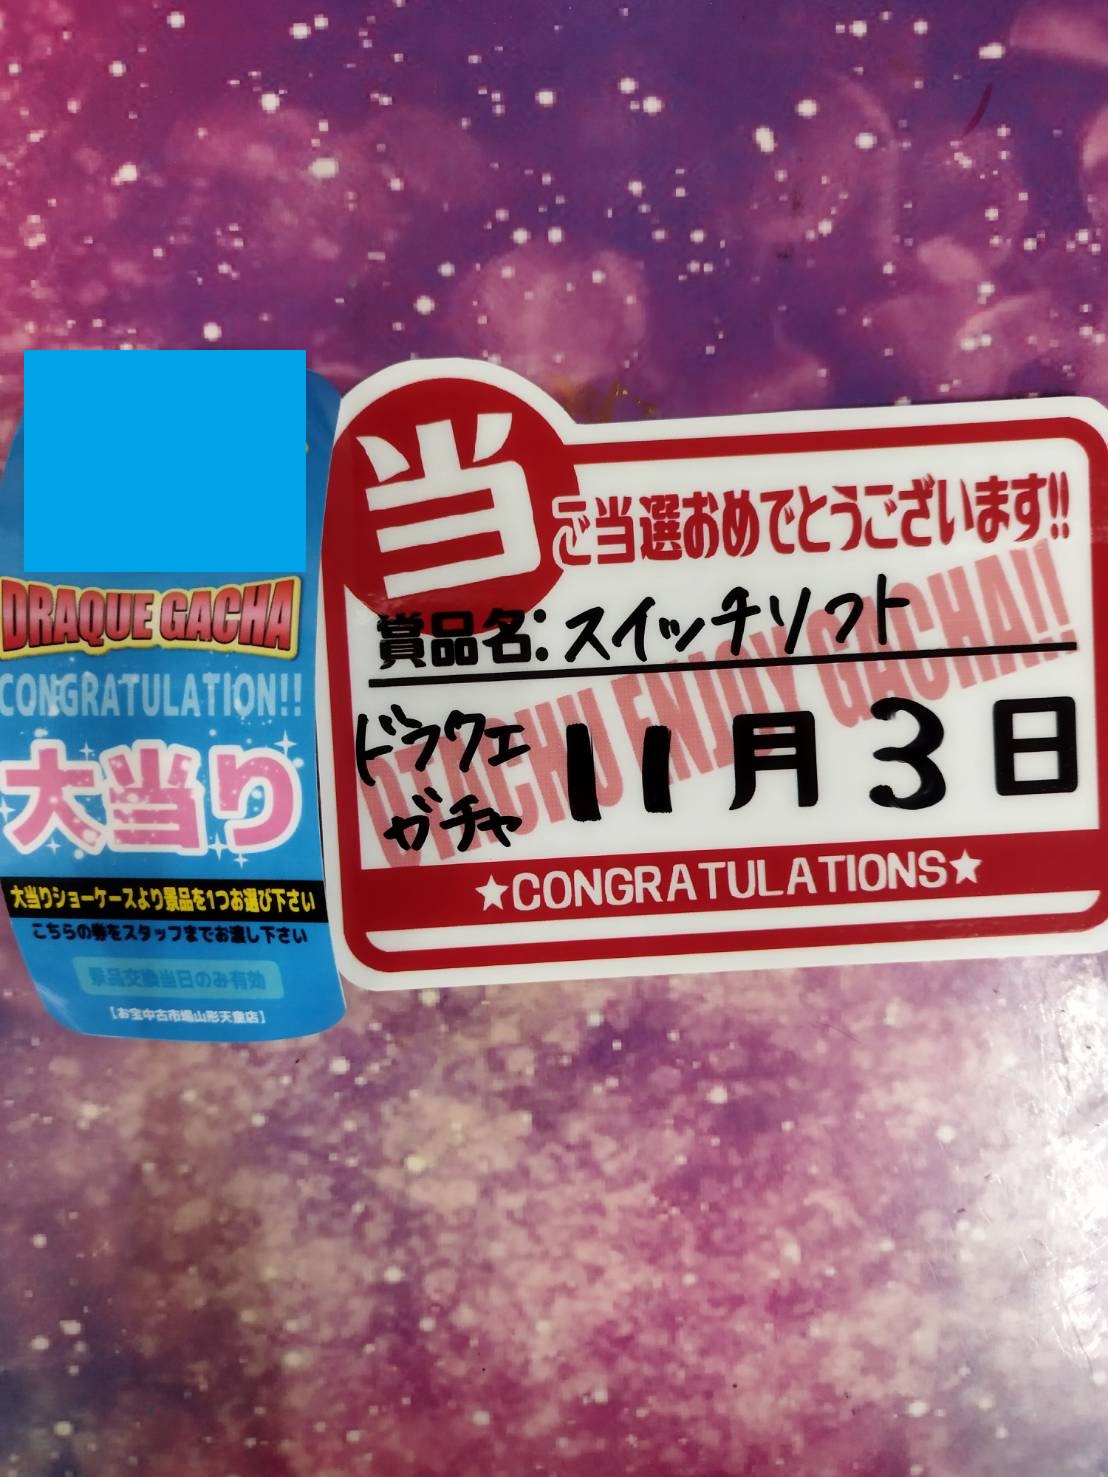 DRAQUE GACHA
CONGRATULATION!!
大当り
大当りショーケースより景品を1つお選び下さい
こちらの券をスタッフまでお渡し下さい
景品交換当日のみ有効
【お宝中古市場山形天童店】
当
ご当選おめでとうございます!!
賞品名:スイッチソフト
OTACHU ENJOY GACHA!!
ドラクエ
ガチャ
11月3日
★CONGRATULATIONS★